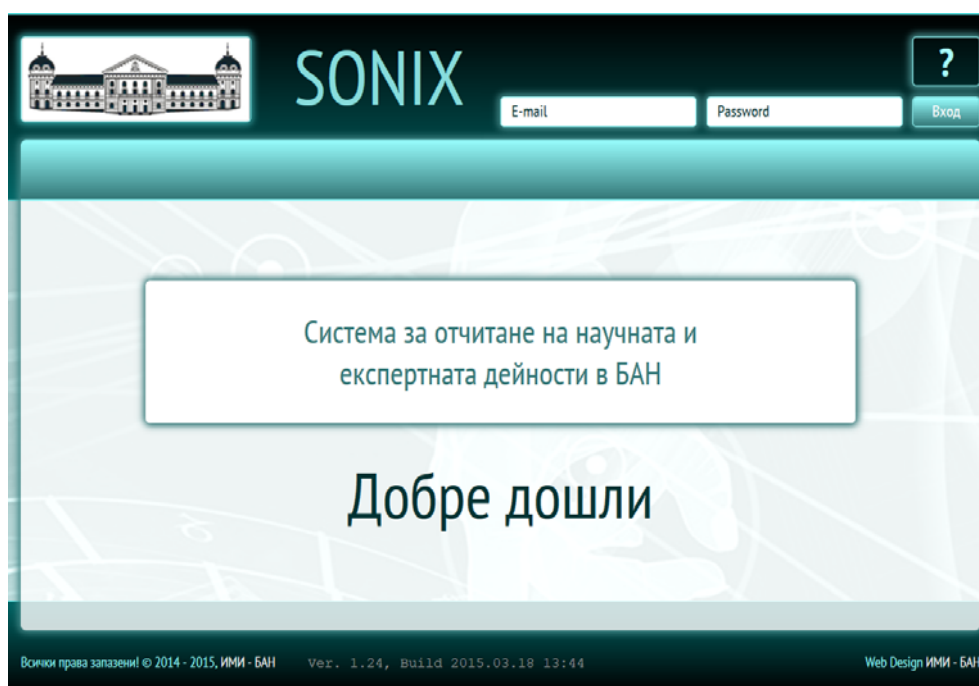 SONIX
?
E-mail
Password
Вход
Система за отчитане на научната и
експертната дейности в БАН
Добре дошли
Всички права запазени! © 2014 - 2015, ИМИ - БАН
Ver. 1.24, Build 2015.03.18 13:44
Web Design ИМИ - БАН